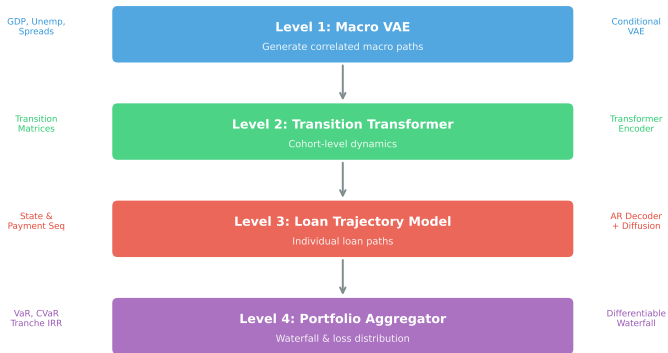 GDP, Unemp,
Spreads
Level 1: Macro VAE
Generate correlated macro paths
Conditional
VAE
Transition
Matrices
Level 2: Transition Transformer
Cohort-level dynamics
Transformer
Encoder
State &
Payment Seq
Level 3: Loan Trajectory Model
Individual loan paths
AR Decoder
+ Diffusion
VaR, CVaR
Tranche IRR
Level 4: Portfolio Aggregator
Waterfall & loss distribution
Differentiable
Waterfall